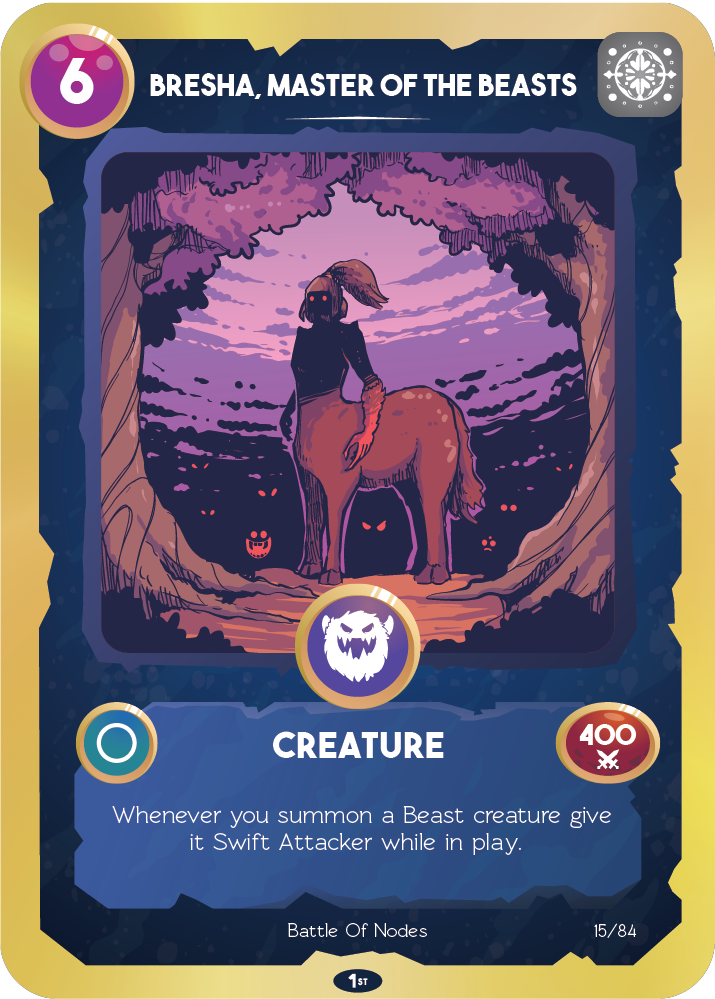 6
BRESHA, MASTER OF THE BEASTS
CREATURE
400
Whenever you summon a Beast creature give
it Swift Attacker while in play.
Battle Of Nodes
15/84
1ST